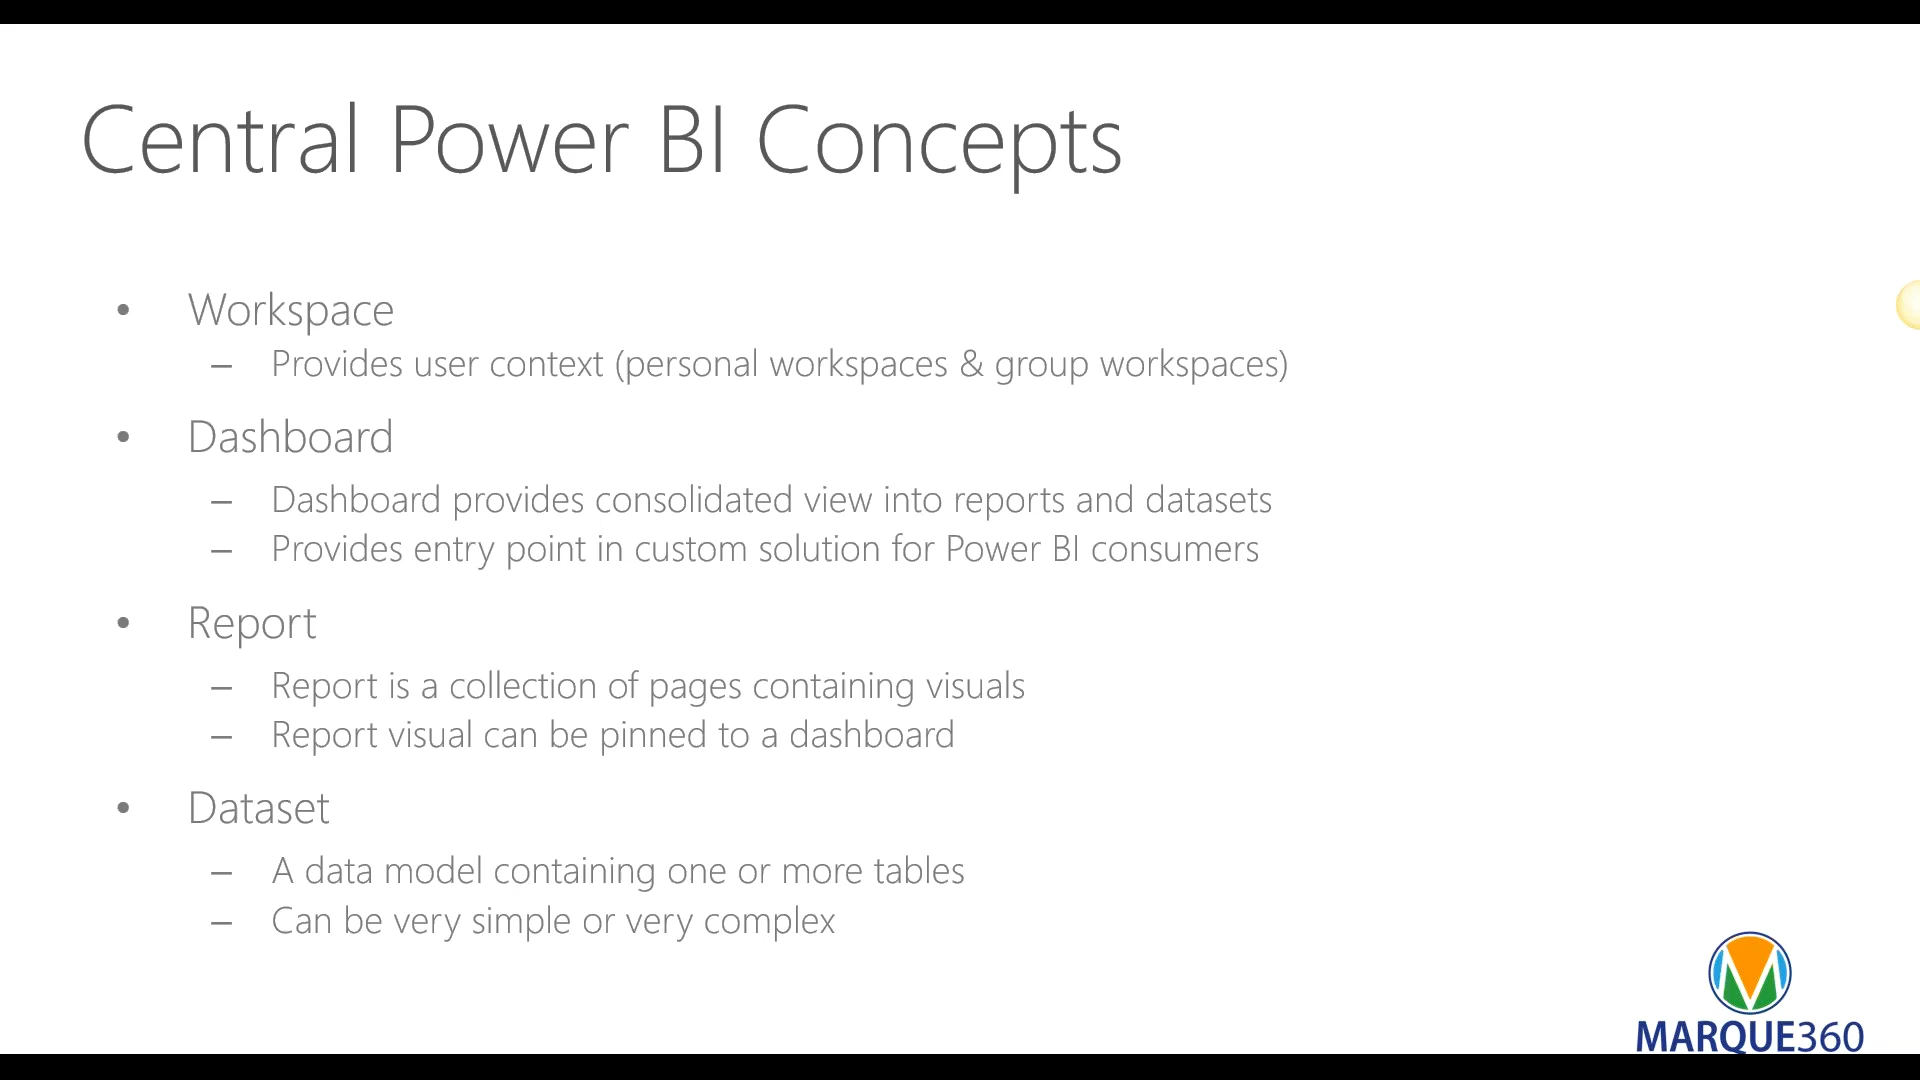 Central Power BI Concepts
• Workspace
– Provides user context (personal workspaces & group workspaces)
• Dashboard
– Dashboard provides consolidated view into reports and datasets
– Provides entry point in custom solution for Power BI consumers
• Report
– Report is a collection of pages containing visuals
– Report visual can be pinned to a dashboard
• Dataset
– A data model containing one or more tables
– Can be very simple or very complex
MARQUE360